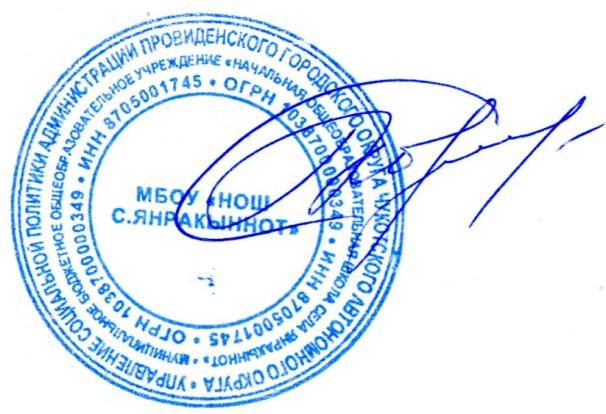 УПРАВЛЕНИЕ СОЦИАЛЬНОЙ ПОЛИТИКИ АДМИНИСТРАЦИИ ПРОВИДЕНСКОГО ГОРОДСКОГО ОКРУГА ЧУКОТСКОГО АВТОНОМНОГО ОКРУГА •
МУНИЦИПАЛЬНОЕ БЮДЖЕТНОЕ ОБЩЕОБРАЗОВАТЕЛЬНОЕ УЧРЕЖДЕНИЕ «НАЧАЛЬНАЯ ОБЩЕОБРАЗОВАТЕЛЬНАЯ ШКОЛА СЕЛА ЯНРАКЫННОТ» •
ОГРН 1038700000349 • ИНН 8705001745 • ОГРН 1038700000349 • ИНН 8705001745 •
МБОУ «НОШ
С.ЯНРАКЫННОТ»